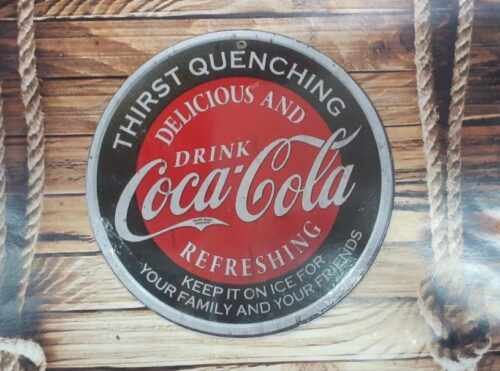 THIRST QUENCHING
DELICIOUS AND
DRINK
Coca-Cola
REFRESHING
KEEP IT ON ICE FOR
YOUR FAMILY AND YOUR FRIENDS